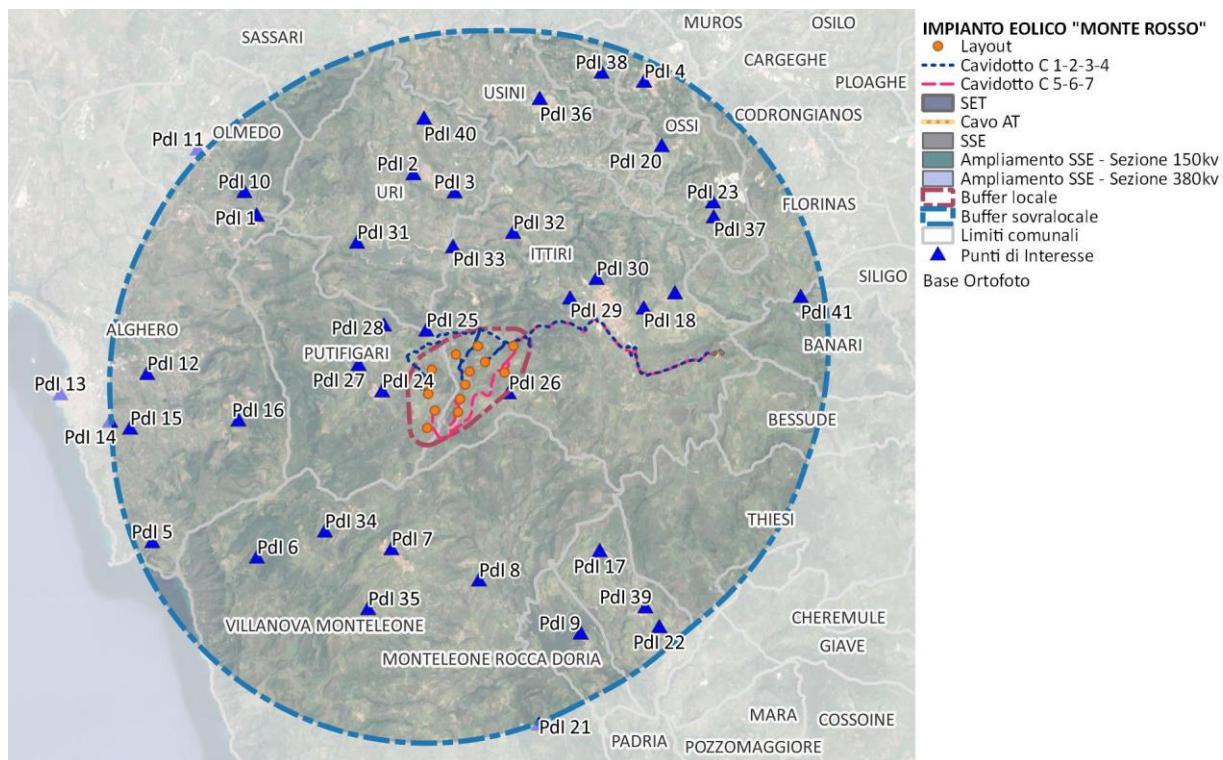 MUROS
OSILO
SASSARI
CARGEGHE
PdI 38
PdI 4
PLOAGHE
USINI
PdI 36
CODRONGIANOS
OLMEDO
PdI 40
OSSI
PdI 11
PdI 20
PdI 2
PdI 10
URI
PdI 3
PdI 23
FLORINAS
PdI 1
PdI 31
PdI 32
PdI 37
ITTIRI
PdI 33
SILIGO
PdI 30
PdI 29
PdI 18
PdI 41
ALGHERO
PdI 28
PdI 25
BANARI
PUTIFIGARI
PdI 12
PdI 13
PdI 27
PdI 24
PdI 26
PdI 14
PdI 15
PdI 16
BESSUDE
THIESI
PdI 5
PdI 34
PdI 6
PdI 7
PdI 17
PdI 8
PdI 35
PdI 39
CHEREMULE
VILLANOVA MONTELEONE
PdI 9
PdI 22
GIAVE
MONTELEONE ROCCA DORIA
MARA
COSSOINE
PdI 21
PADRIA
POZZOMAGGIORE
IMPIANTO EOLICO "MONTE ROSSO"
Layout
Cavidotto C 1-2-3-4
Cavidotto C 5-6-7
SET
Cavo AT
SSE
Ampliamento SSE - Sezione 150kv
Ampliamento SSE - Sezione 380kv
Buffer locale
Buffer sovralocale
Limiti comunali
Punti di Interesse
Base Ortofoto